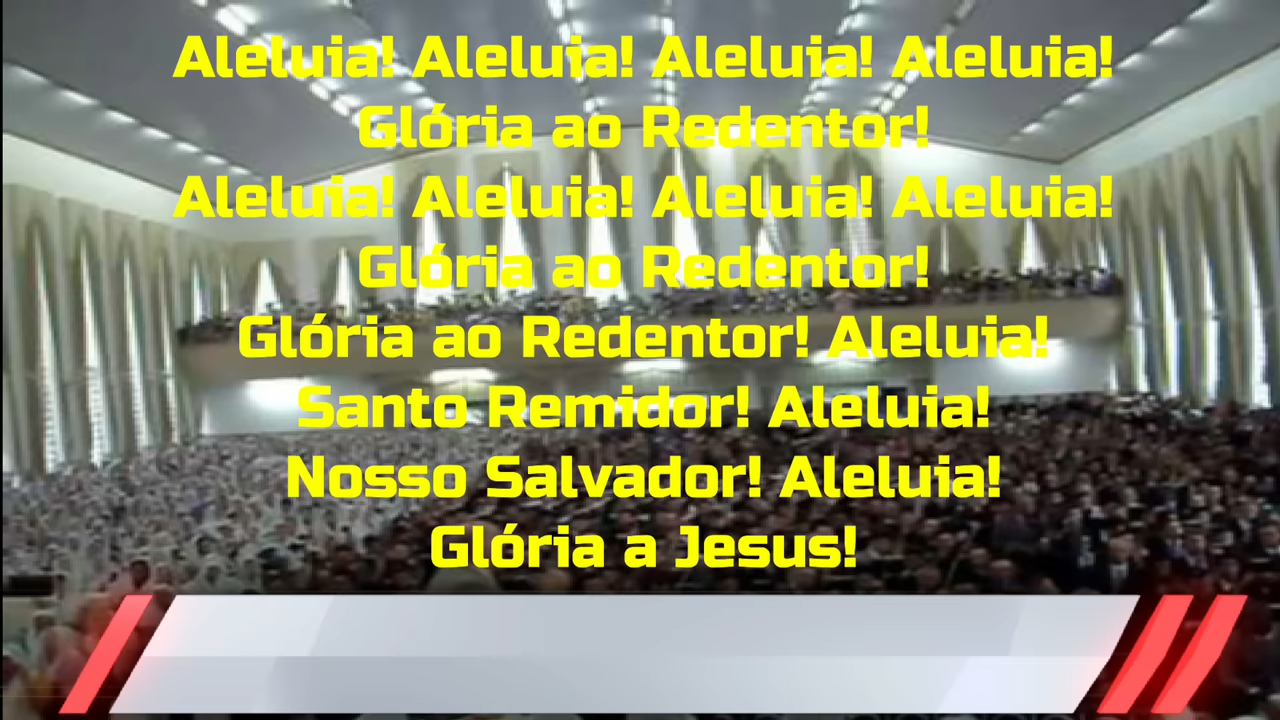 Aleluia! Aleluia! Aleluia! Aleluia!
Glória ao Redentor!
Aleluia! Aleluia! Aleluia! Aleluia!
Glória ao Redentor!
Glória ao Redentor! Aleluia!
Santo Remidor! Aleluia!
Nosso Salvador! Aleluia!
Glória a Jesus!